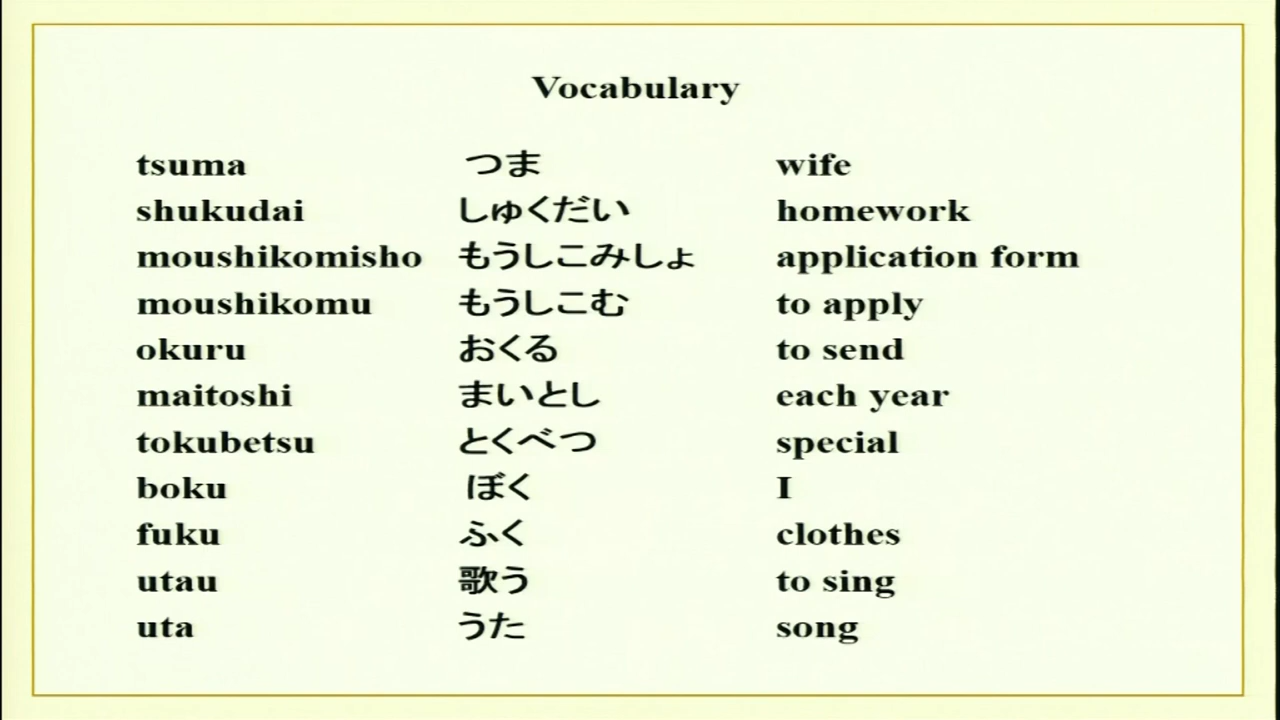 Vocabulary
tsuma つま wife
shukudai しゅくだい homework
moushikomisho もうしこみしょ application form
moushikomu もうしこむ to apply
okuru おくる to send
maitoshi まいとし each year
tokubetsu とくべつ special
boku ぼく I
fuku ふく clothes
utau 歌う to sing
uta うた song